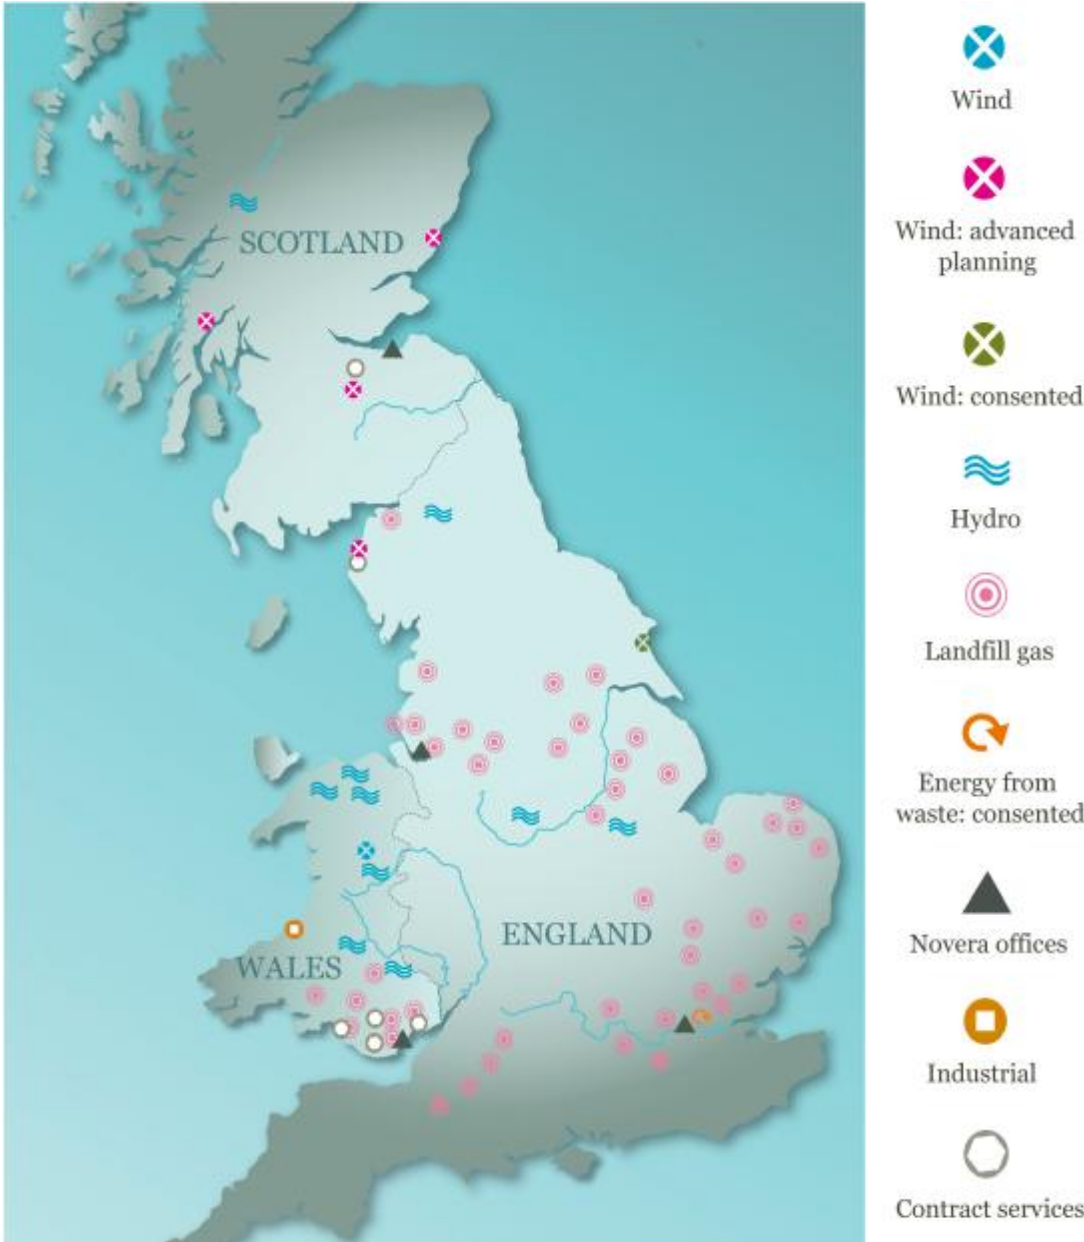 SCOTLAND
ENGLAND
WALES
Wind
Wind: advanced
planning
Wind: consented
Hydro
Landfill gas
Energy from
waste: consented
Novera offices
Industrial
Contract services